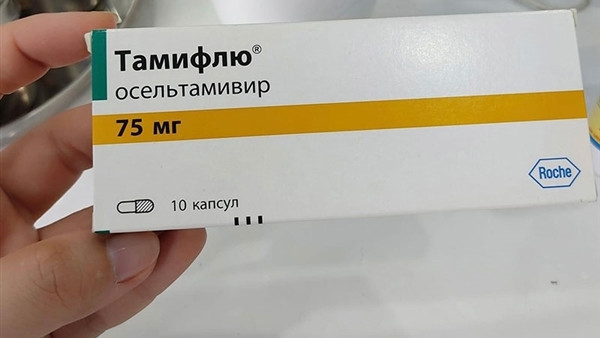 Тамифлю®
осельтамивир
75 мг
Roche
10 капсул